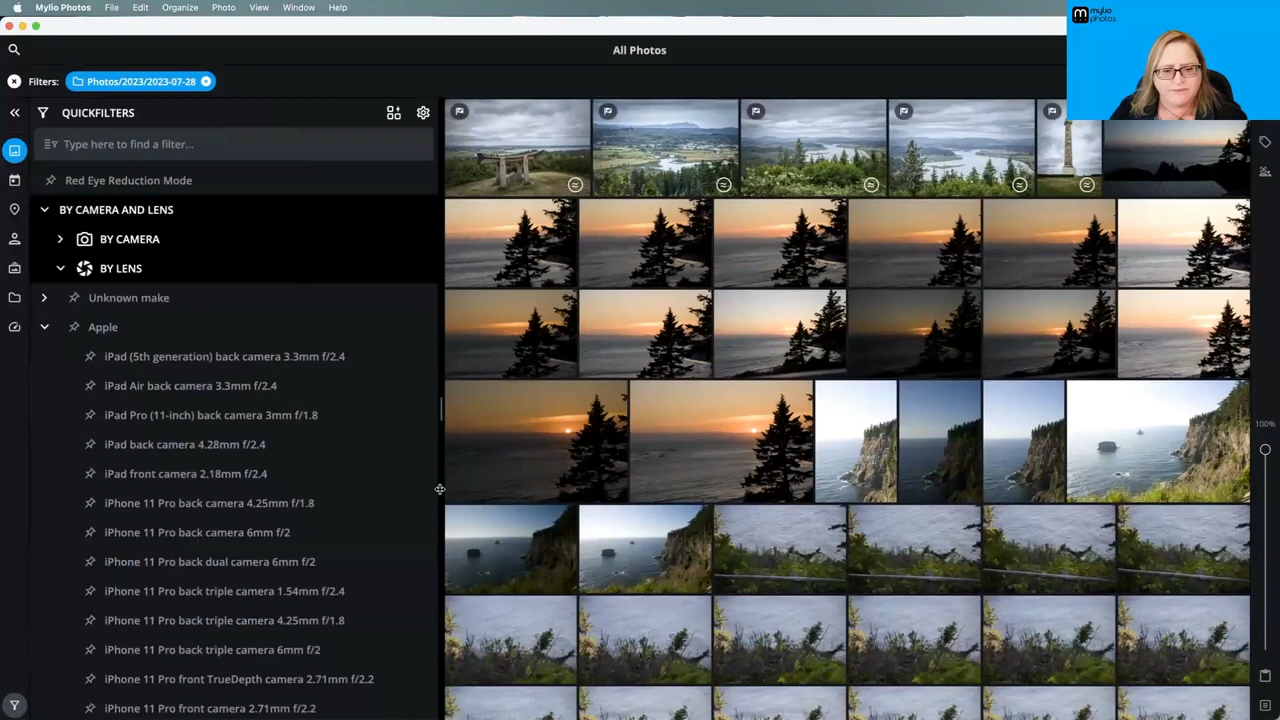 Mylio Photos File Edit Organize Photo View Window Help
mylio
photos
All Photos
Filters: Photos/2023/2023-07-28
QUICKFILTERS
Type here to find a filter...
Red Eye Reduction Mode
BY CAMERA AND LENS
BY CAMERA
BY LENS
Unknown make
Apple
iPad (5th generation) back camera 3.3mm f/2.4
iPad Air back camera 3.3mm f/2.4
iPad Pro (11-inch) back camera 3mm f/1.8
iPad back camera 4.28mm f/2.4
iPad front camera 2.18mm f/2.4
iPhone 11 Pro back camera 4.25mm f/1.8
iPhone 11 Pro back camera 6mm f/2
iPhone 11 Pro back dual camera 6mm f/2
iPhone 11 Pro back triple camera 1.54mm f/2.4
iPhone 11 Pro back triple camera 4.25mm f/1.8
iPhone 11 Pro back triple camera 6mm f/2
iPhone 11 Pro front TrueDepth camera 2.71mm f/2.2
iPhone 11 Pro front camera 2.71mm f/2.2
100%